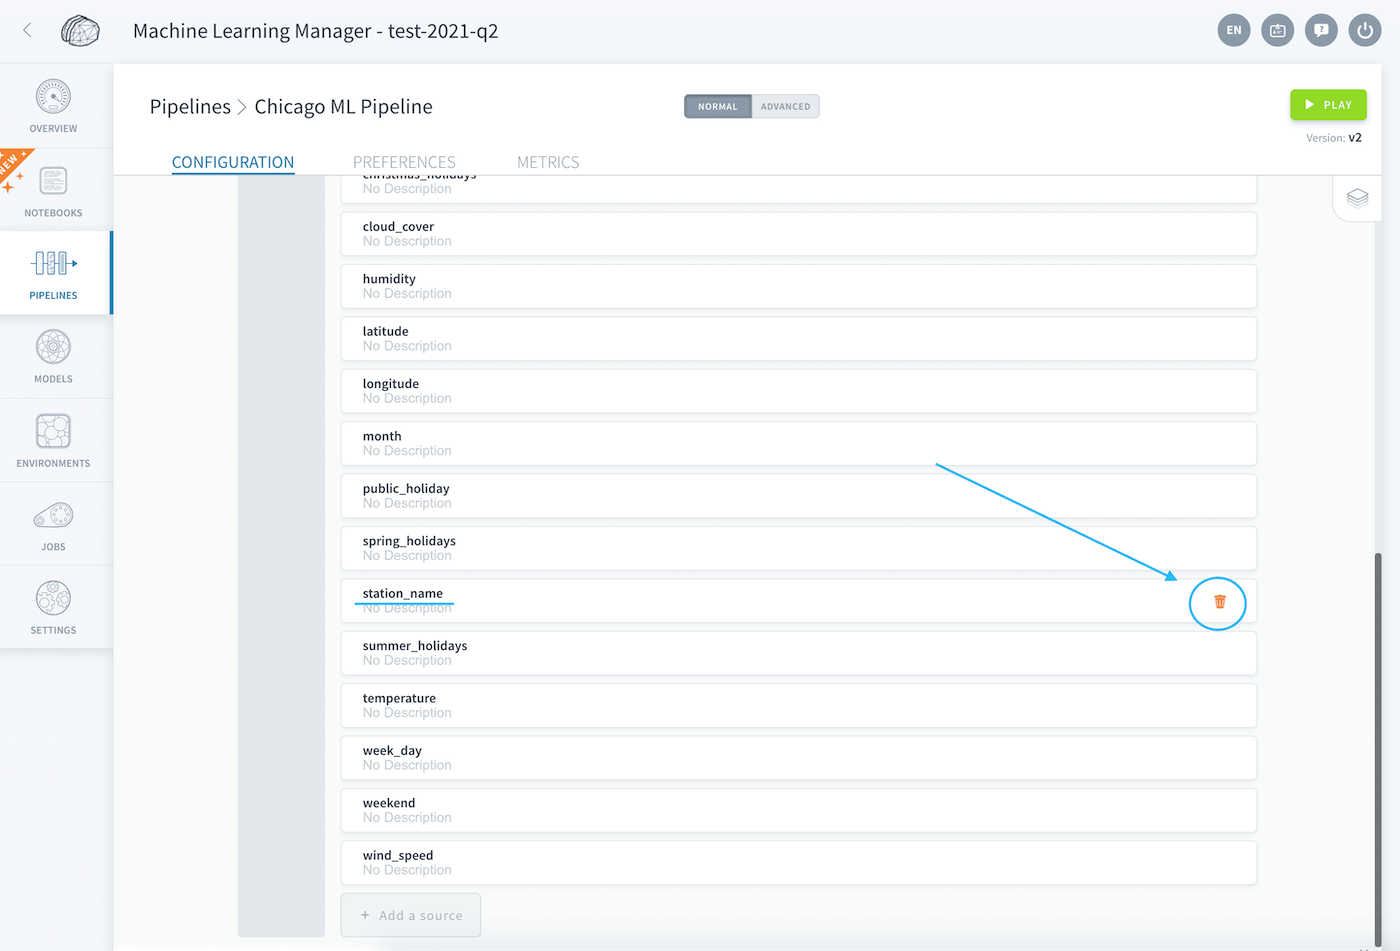 Machine Learning Manager - test-2021-q2
EN
OVERVIEW
NEW
NOTEBOOKS
PIPELINES
MODELS
ENVIRONMENTS
JOBS
SETTINGS
Pipelines > Chicago ML Pipeline
NORMAL
ADVANCED
PLAY
Version: v2
CONFIGURATION
PREFERENCES
METRICS
christmas_holidays
No Description
cloud_cover
No Description
humidity
No Description
latitude
No Description
longitude
No Description
month
No Description
public_holiday
No Description
spring_holidays
No Description
station_name
No Description
summer_holidays
No Description
temperature
No Description
week_day
No Description
weekend
No Description
wind_speed
No Description
+ Add a source